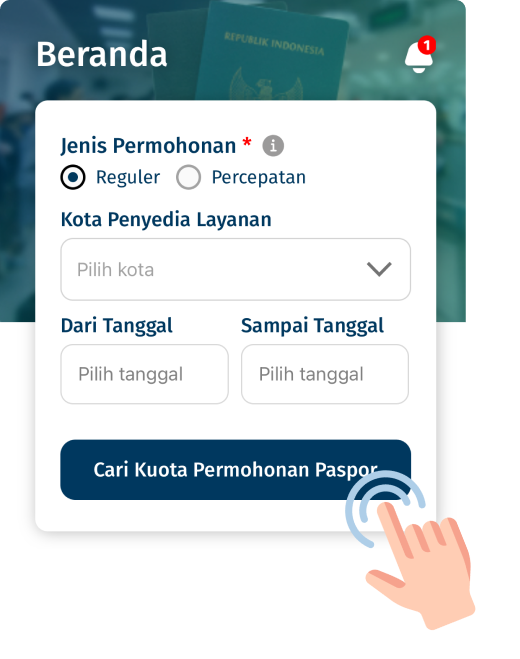 REPUBLIK INDONESIA
Beranda
1
Jenis Permohonan *
Reguler Percepatan
Kota Penyedia Layanan
Pilih kota
Dari Tanggal Sampai Tanggal
Pilih tanggal Pilih tanggal
Cari Kuota Permohonan Paspor